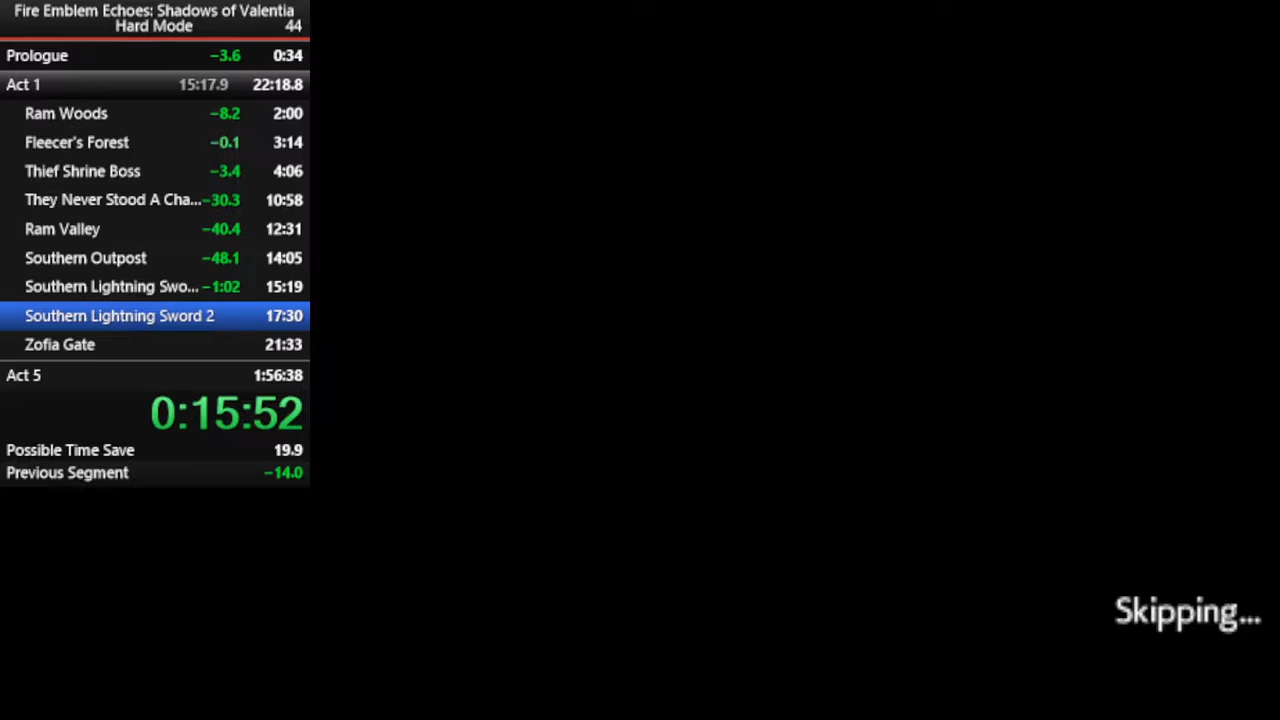 Fire Emblem Echoes: Shadows of Valentia
Hard Mode 44
Prologue −3.6 0:34
Act 1 15:17.9 22:18.8
Ram Woods −8.2 2:00
Fleecer's Forest −0.1 3:14
Thief Shrine Boss −3.4 4:06
They Never Stood A Cha... −30.3 10:58
Ram Valley −40.4 12:31
Southern Outpost −48.1 14:05
Southern Lightning Swo... −1:02 15:19
Southern Lightning Sword 2 17:30
Zofia Gate 21:33
Act 5 1:56:38
0:15:52
Possible Time Save 19.9
Previous Segment −14.0
Skipping...